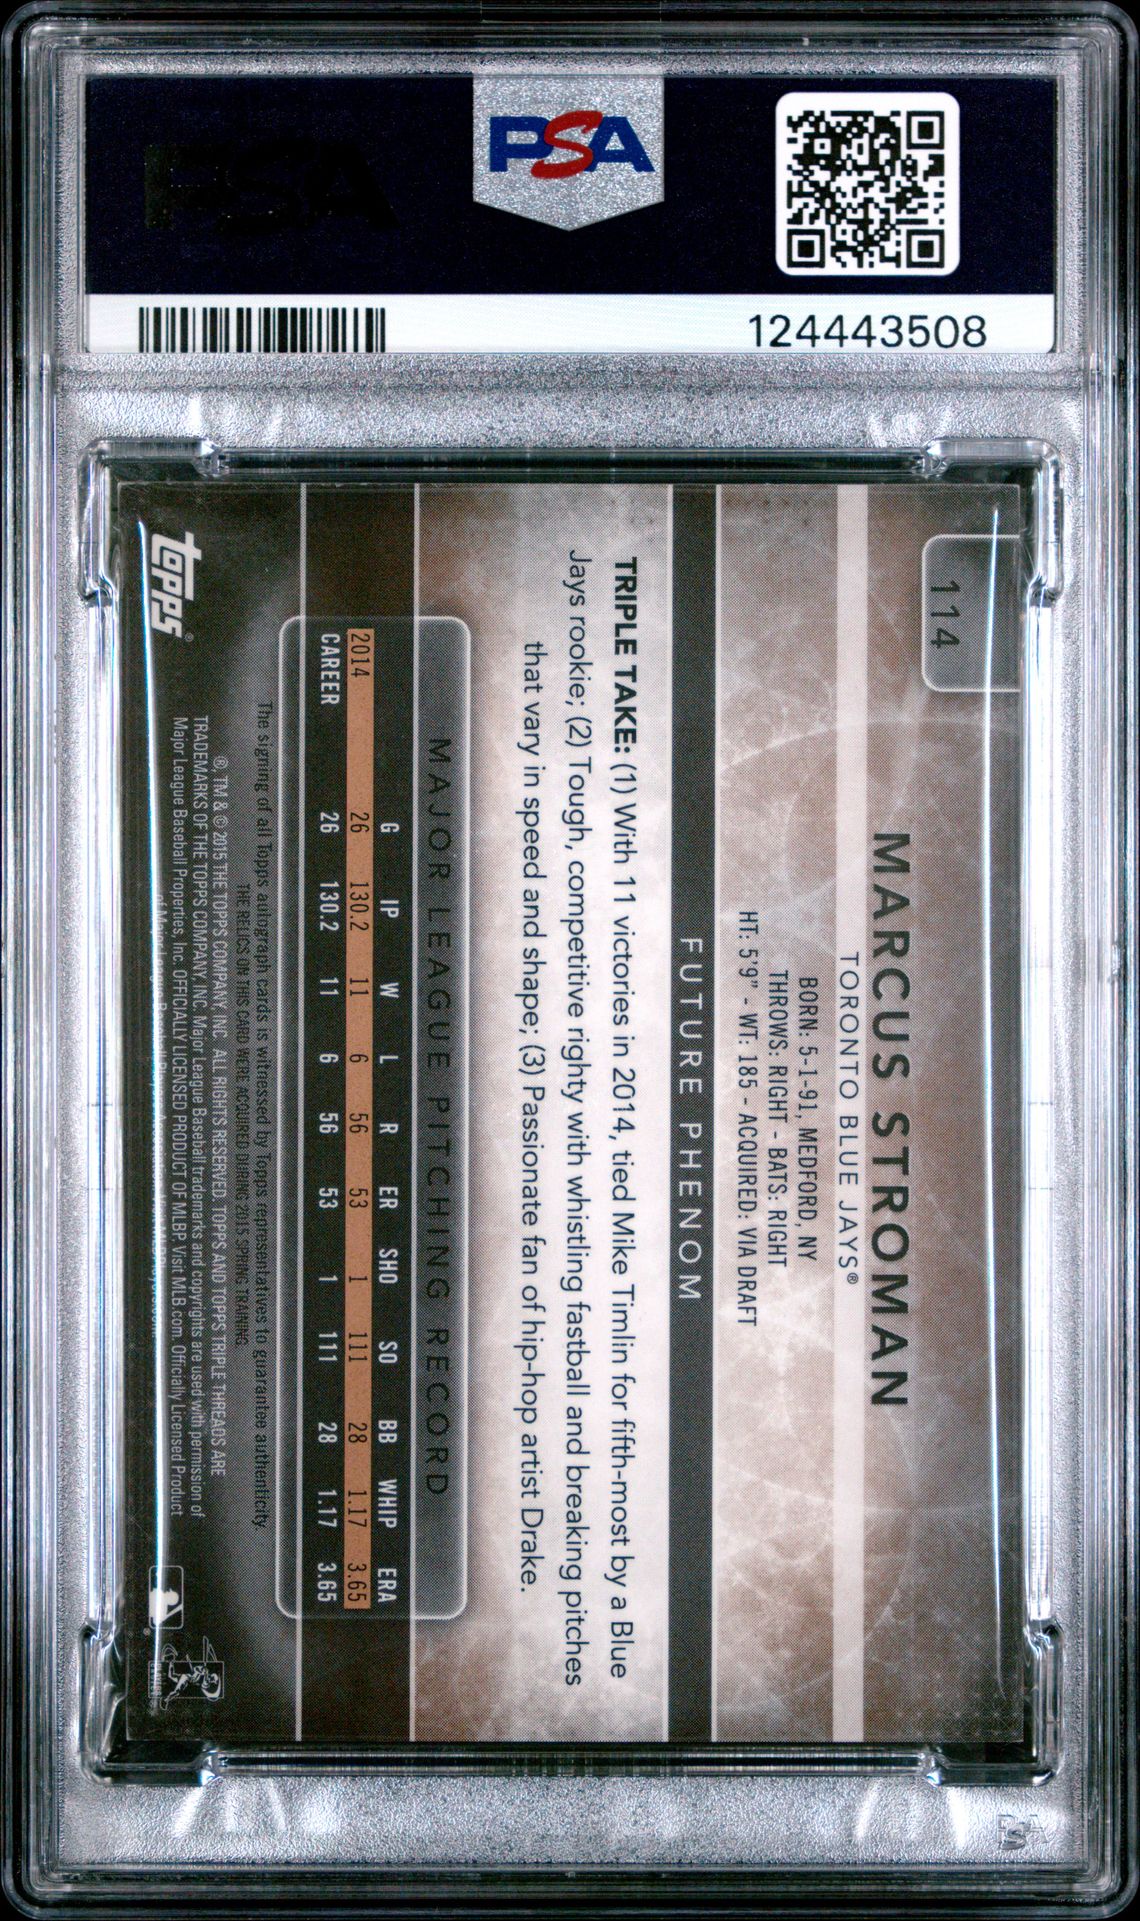 PSA
124443508
114
MARCUS STROMAN
TORONTO BLUE JAYS®
BORN: 5-1-91, MEDFORD, NY
THROWS: RIGHT - BATS: RIGHT
HT: 5'9" - WT: 185 - ACQUIRED: VIA DRAFT
FUTURE PHENOM
TRIPLE TAKE: (1) With 11 victories in 2014, tied Mike Timlin for fifth-most by a Blue
Jays rookie; (2) Tough, competitive righty with whistling fastball and breaking pitches
that vary in speed and shape; (3) Passionate fan of hip-hop artist Drake.
MAJOR LEAGUE PITCHING RECORD
G IP W L R ER SHO SO BB WHIP ERA
2014 26 130.2 11 6 56 53 1 111 28 1.17 3.65
CAREER 26 130.2 11 6 56 53 1 111 28 1.17 3.65
The signing of all Topps autograph cards is witnessed by Topps representatives to guarantee authenticity.
THE RELICS ON THIS CARD WERE ACQUIRED DURING 2015 SPRING TRAINING
®, TM & © 2015 THE TOPPS COMPANY, INC. ALL RIGHTS RESERVED. TOPPS AND TOPPS TRIPLE THREADS ARE
TRADEMARKS OF THE TOPPS COMPANY, INC. Major League Baseball trademarks and copyrights are used with permission of
Major League Baseball Properties, Inc. OFFICIALLY LICENSED PRODUCT OF MLBP. Visit MLB.com. Officially Licensed Product
of Major League Baseball Players
topps®
PSA